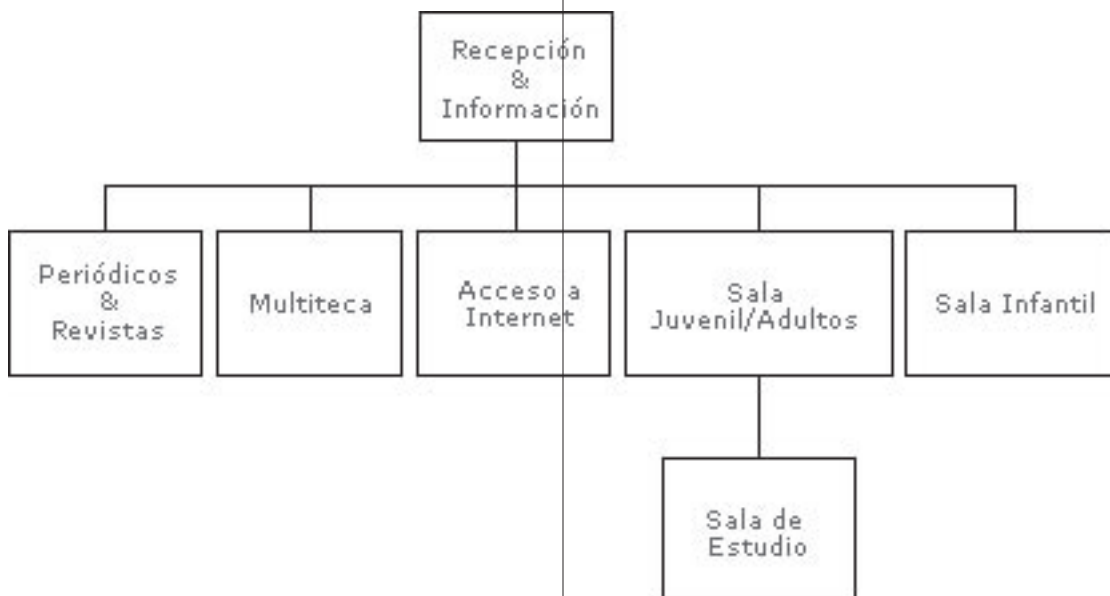 Recepción
&
Información
Periódicos
&
Revistas
Multiteca
Acceso a
Internet
Sala
Juvenil/Adultos
Sala Infantil
Sala de
Estudio